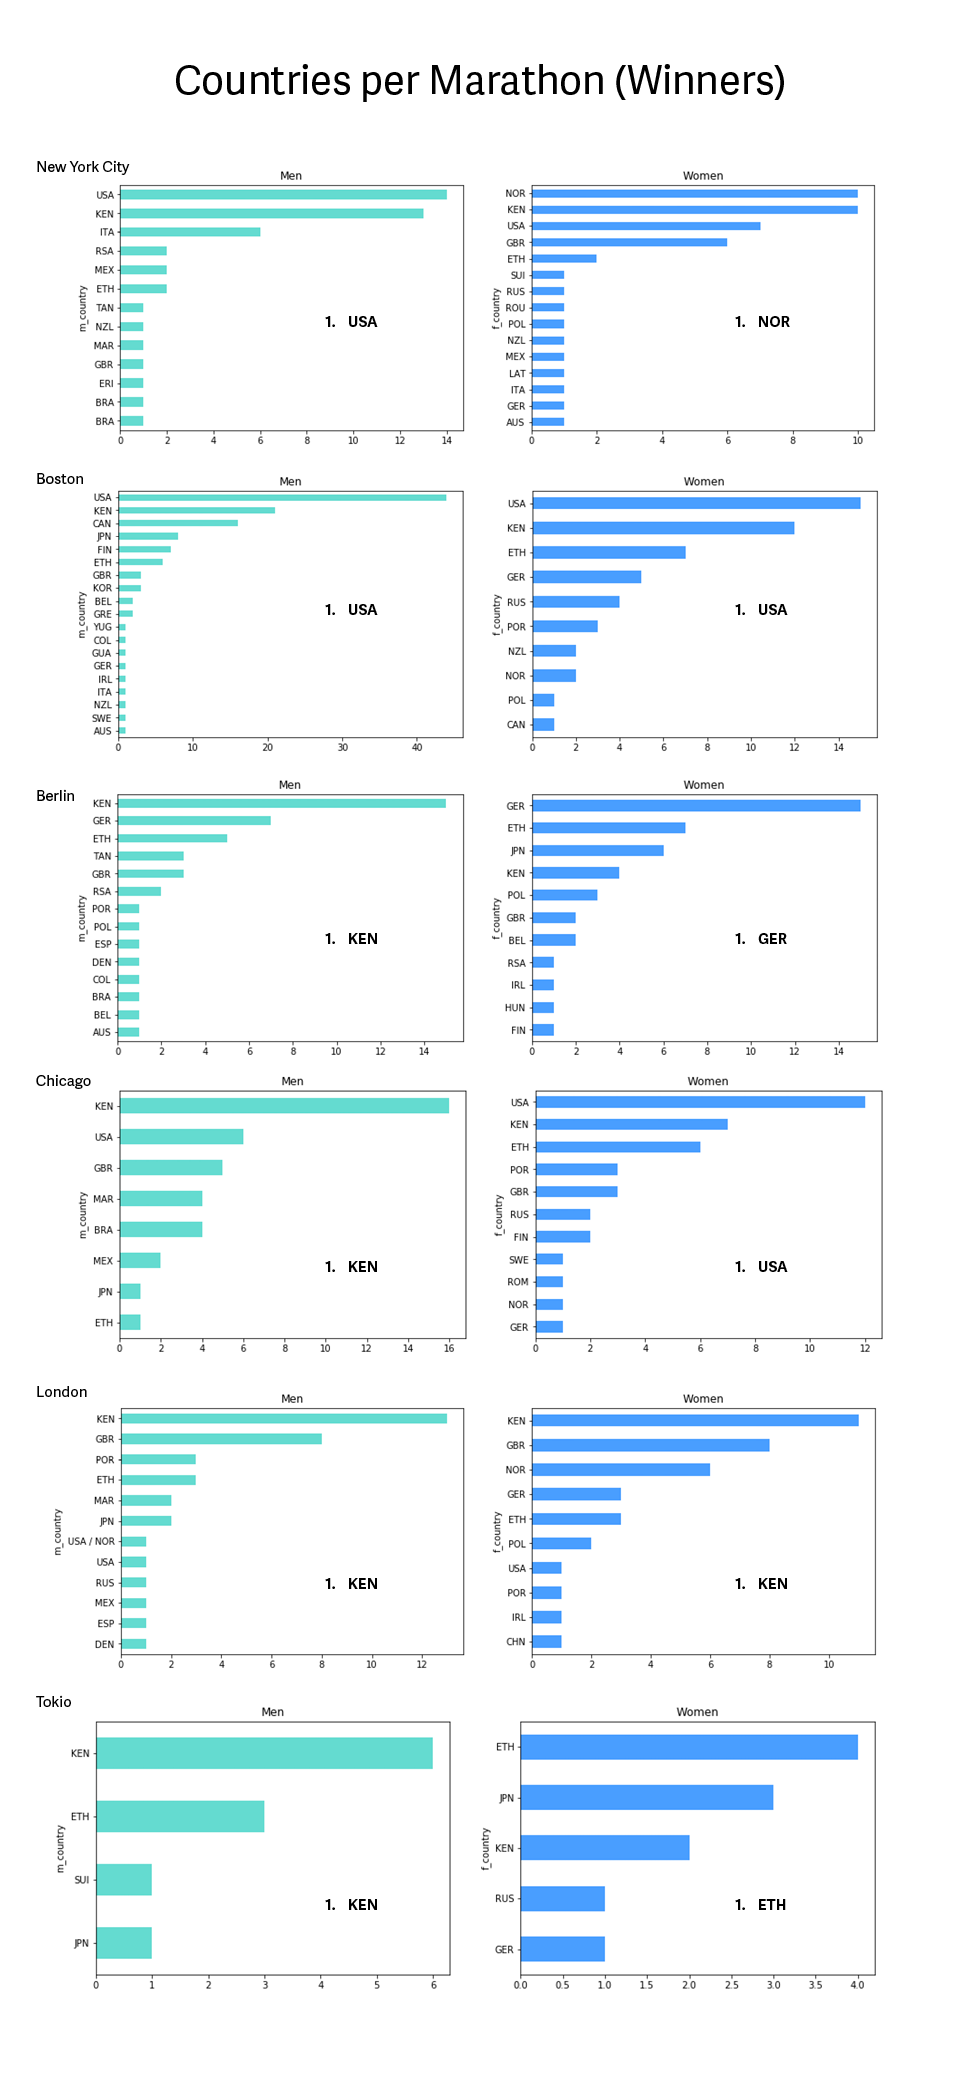 Countries per Marathon (Winners)
New York City
Men
USA
KEN
ITA
RSA
MEX
ETH
TAN
NZL
MAR
GBR
ERI
BRA
BRA
m_country
1. USA
0 2 4 6 8 10 12 14
Women
NOR
KEN
USA
GBR
ETH
SUI
RUS
ROU
POL
NZL
MEX
LAT
ITA
GER
AUS
f_country
1. NOR
0 2 4 6 8 10
Boston
Men
USA
KEN
CAN
JPN
FIN
ETH
GBR
KOR
BEL
GRE
YUG
COL
GUA
GER
IRL
ITA
NZL
SWE
AUS
m_country
1. USA
0 10 20 30 40
Women
USA
KEN
ETH
GER
RUS
POR
NZL
NOR
POL
CAN
f_country
1. USA
0 2 4 6 8 10 12 14
Berlin
Men
KEN
GER
ETH
TAN
GBR
RSA
POR
POL
ESP
DEN
COL
BRA
BEL
AUS
m_country
1. KEN
0 2 4 6 8 10 12 14
Women
GER
ETH
JPN
KEN
POL
GBR
BEL
RSA
IRL
HUN
FIN
f_country
1. GER
0 2 4 6 8 10 12 14
Chicago
Men
KEN
USA
GBR
MAR
BRA
MEX
JPN
ETH
m_country
1. KEN
0 2 4 6 8 10 12 14 16
Women
USA
KEN
ETH
POR
GBR
RUS
FIN
SWE
ROM
NOR
GER
f_country
1. USA
0 2 4 6 8 10 12
London
Men
KEN
GBR
POR
ETH
MAR
JPN
USA / NOR
USA
RUS
MEX
ESP
DEN
m_country
1. KEN
0 2 4 6 8 10 12
Women
KEN
GBR
NOR
GER
ETH
POL
USA
POR
IRL
CHN
f_country
1. KEN
0 2 4 6 8 10
Tokio
Men
KEN
ETH
SUI
JPN
m_country
1. KEN
0 1 2 3 4 5 6
Women
ETH
JPN
KEN
RUS
GER
f_country
1. ETH
0.0 0.5 1.0 1.5 2.0 2.5 3.0 3.5 4.0